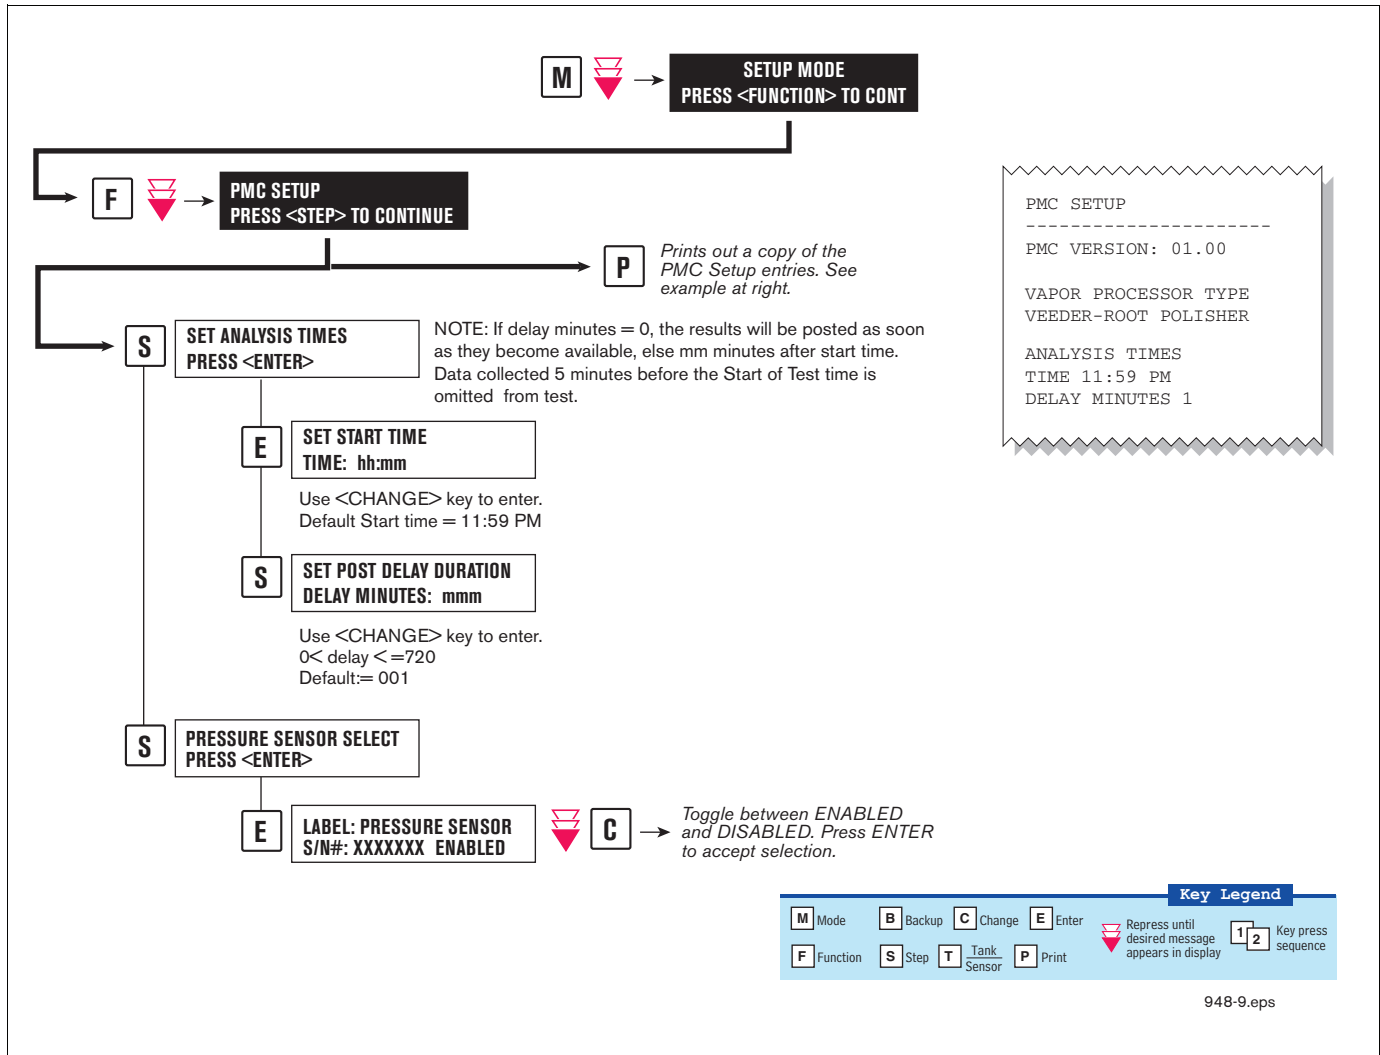 M
SETUP MODE
PRESS <FUNCTION> TO CONT
F
PMC SETUP
PRESS <STEP> TO CONTINUE
P
Prints out a copy of the
PMC Setup entries. See
example at right.
S
SET ANALYSIS TIMES
PRESS <ENTER>
NOTE: If delay minutes = 0, the results will be posted as soon
as they become available, else mm minutes after start time.
Data collected 5 minutes before the Start of Test time is
omitted from test.
E
SET START TIME
TIME: hh:mm
Use <CHANGE> key to enter.
Default Start time = 11:59 PM
S
SET POST DELAY DURATION
DELAY MINUTES: mmm
Use <CHANGE> key to enter.
0< delay < =720
Default:= 001
S
PRESSURE SENSOR SELECT
PRESS <ENTER>
E
LABEL: PRESSURE SENSOR
S/N#: XXXXXXX ENABLED
C
Toggle between ENABLED
and DISABLED. Press ENTER
to accept selection.
PMC SETUP
----------------------
PMC VERSION: 01.00
VAPOR PROCESSOR TYPE
VEEDER-ROOT POLISHER
ANALYSIS TIMES
TIME 11:59 PM
DELAY MINUTES 1
Key Legend
M Mode
B Backup
C Change
E Enter
F Function
S Step
T Tank
Sensor
P Print
Repress until
desired message
appears in display
1 2
Key press
sequence
948-9.eps